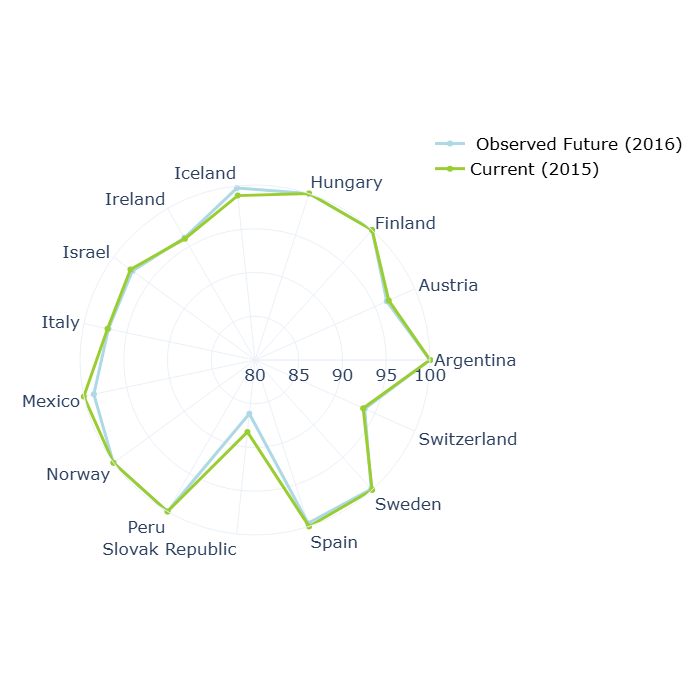 Observed Future (2016)
Current (2015)
Iceland
Hungary
Ireland
Finland
Israel
Austria
Italy
Argentina
80 85 90 95 100
Mexico
Switzerland
Norway
Sweden
Peru
Spain
Slovak Republic